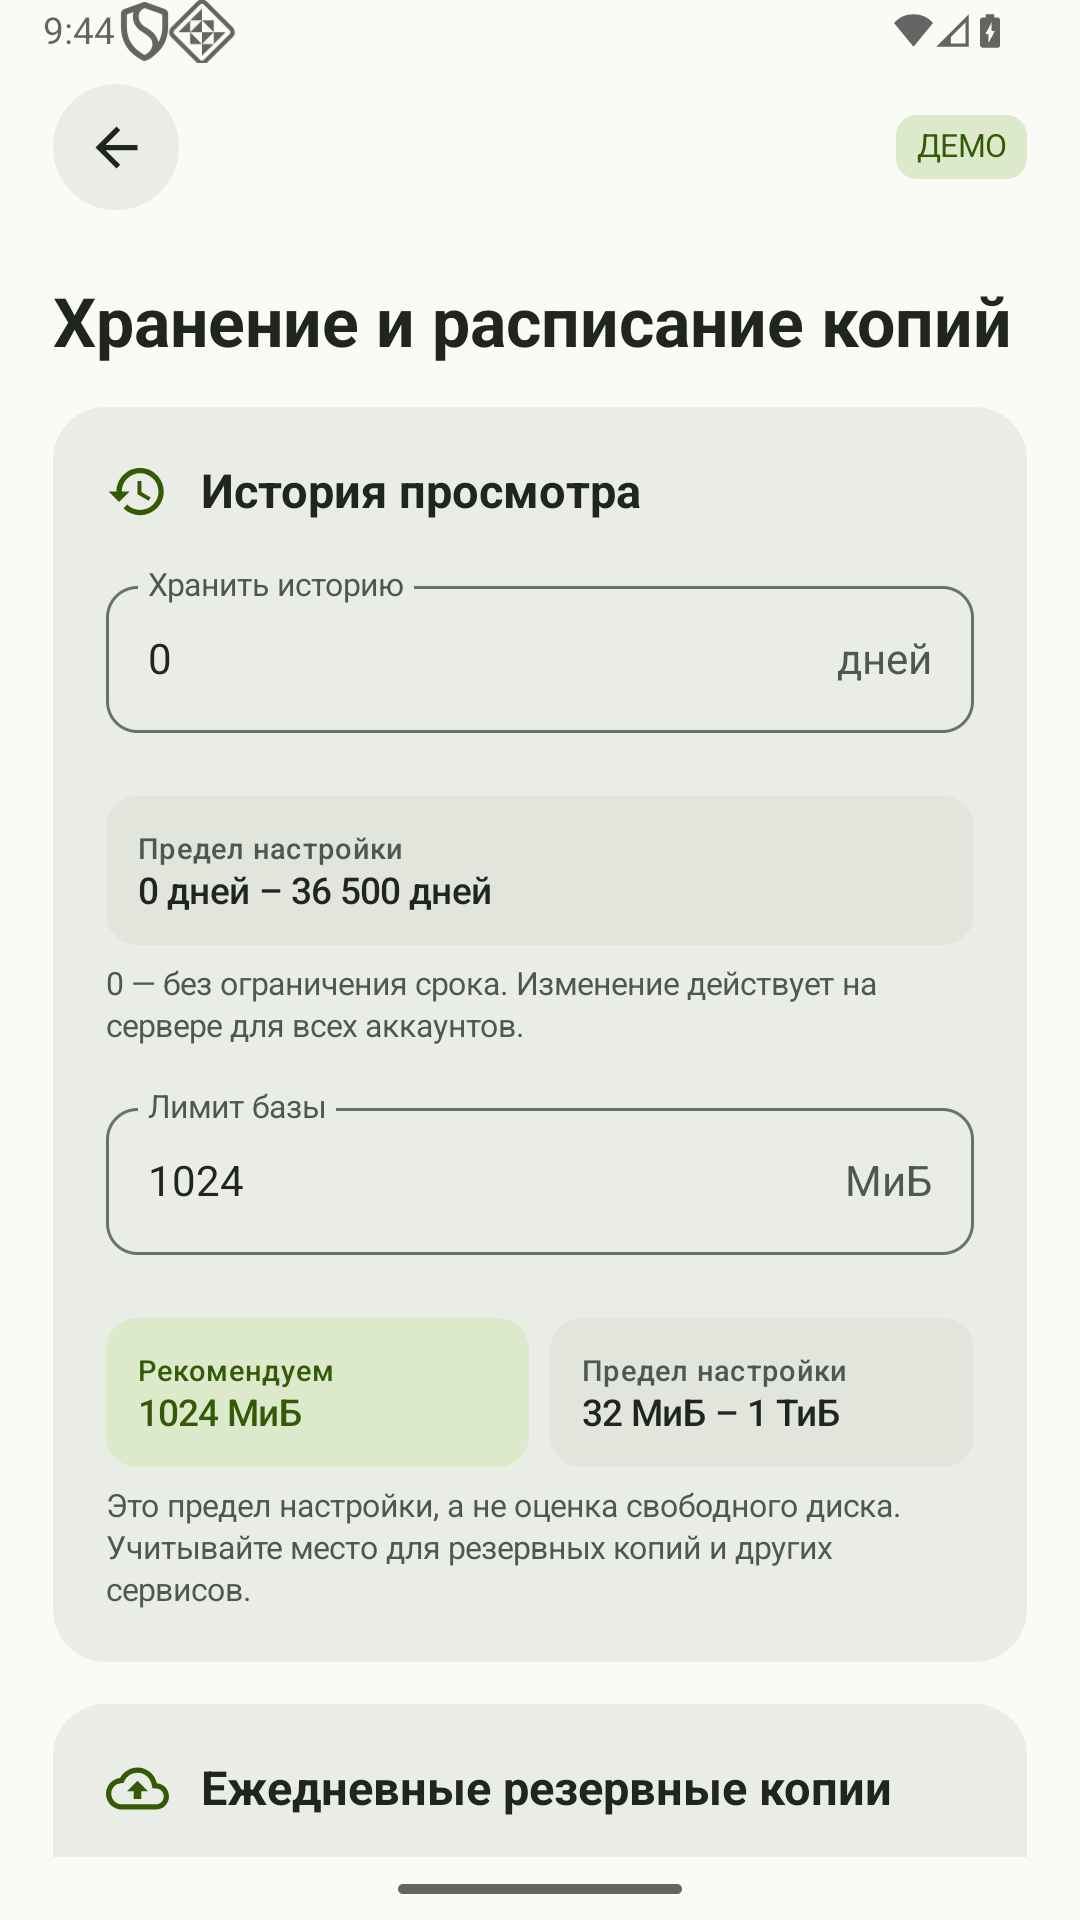 9:44
ДЕМО
Хранение и расписание копий
История просмотра
Хранить историю
0 дней
Предел настройки
0 дней – 36 500 дней
0 — без ограничения срока. Изменение действует на
сервере для всех аккаунтов.
Лимит базы
1024 МиБ
Рекомендуем
1024 МиБ
Предел настройки
32 МиБ – 1 ТиБ
Это предел настройки, а не оценка свободного диска.
Учитывайте место для резервных копий и других
сервисов.
Ежедневные резервные копии